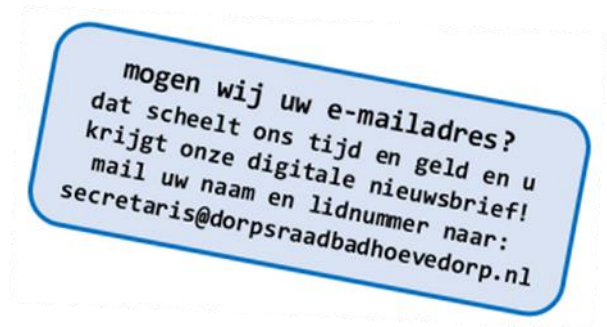 mogen wij uw e-mailadres?
dat scheelt ons tijd en geld en u
krijgt onze digitale nieuwsbrief!
mail uw naam en lidnummer naar:
secretaris@dorpsraadbadhoevedorp.nl